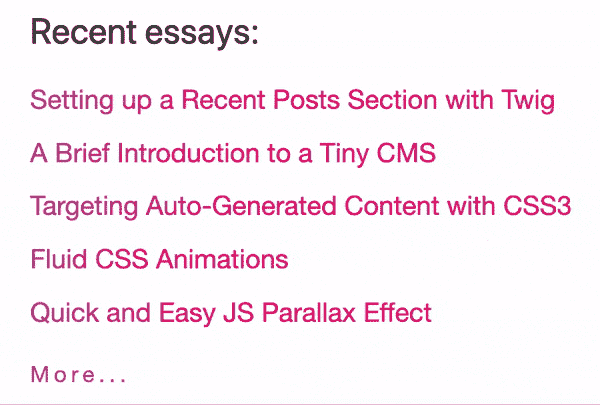 Recent essays:
Setting up a Recent Posts Section with Twig
A Brief Introduction to a Tiny CMS
Targeting Auto-Generated Content with CSS3
Fluid CSS Animations
Quick and Easy JS Parallax Effect
More...